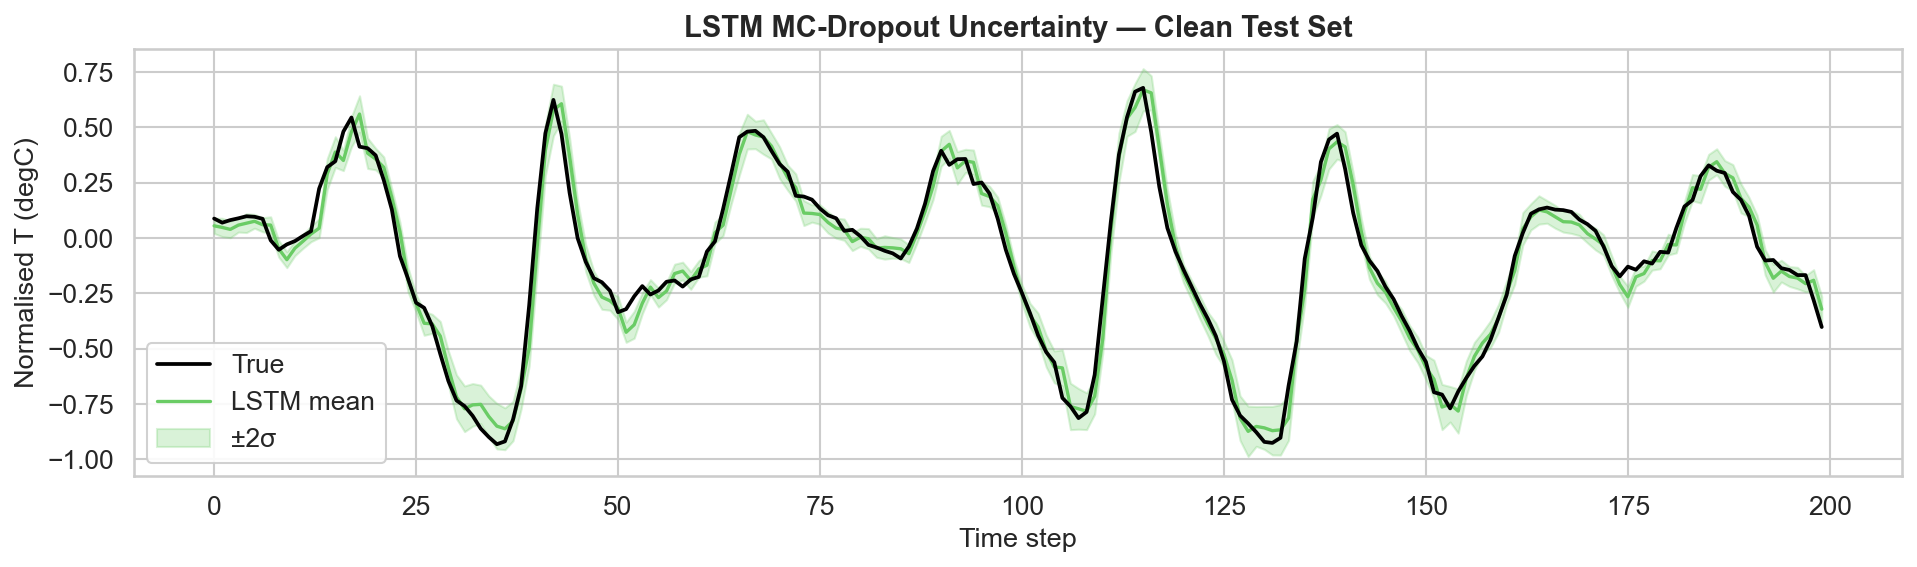 LSTM MC-Dropout Uncertainty — Clean Test Set
Normalised T (degC)
0.75
0.50
0.25
0.00
−0.25
−0.50
−0.75
−1.00
True
LSTM mean
±2σ
0 25 50 75 100 125 150 175 200
Time step